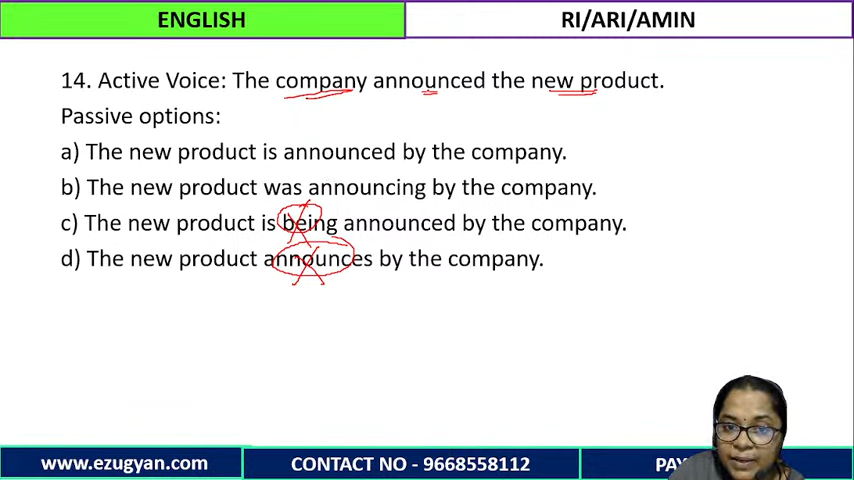 ENGLISH
RI/ARI/AMIN
14. Active Voice: The company announced the new product.
Passive options:
a) The new product is announced by the company.
b) The new product was announcing by the company.
c) The new product is being announced by the company.
d) The new product announces by the company.
www.ezugyan.com
CONTACT NO - 9668558112
PAY